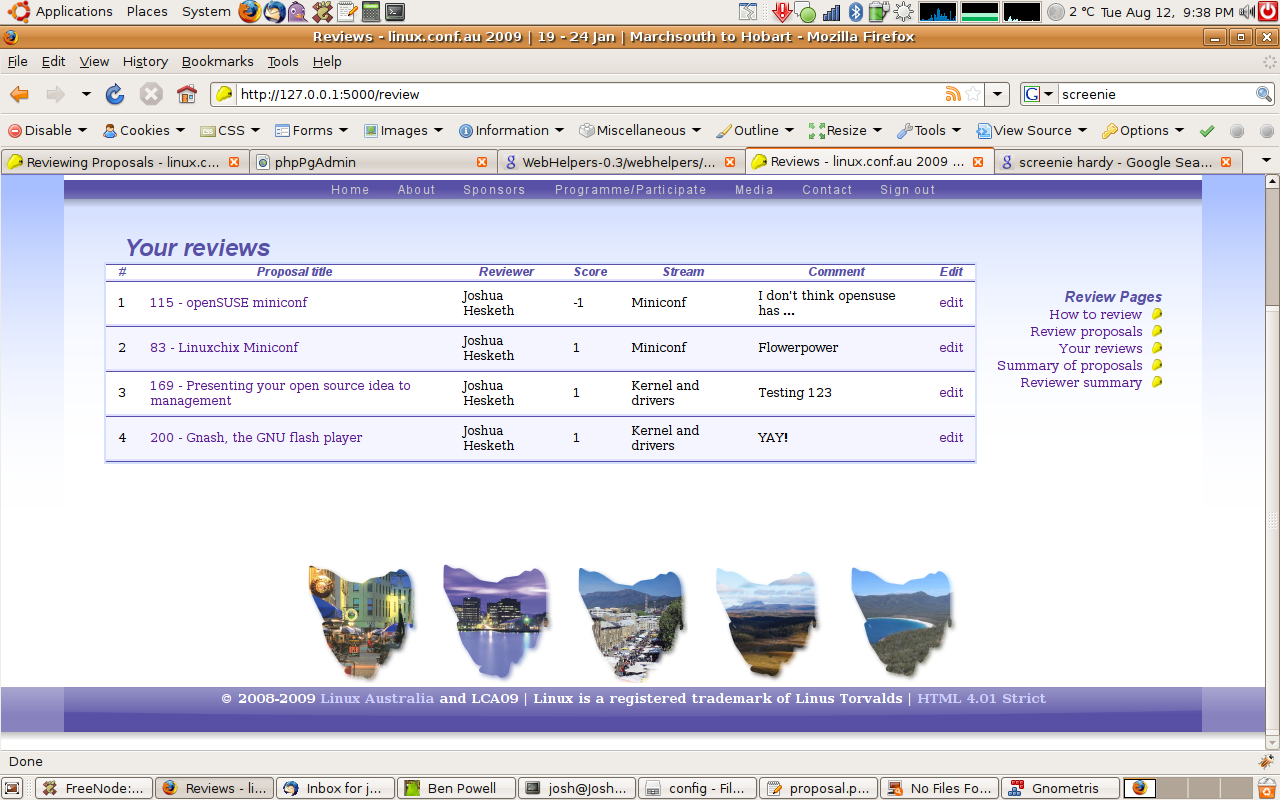 Applications Places System 2 °C Tue Aug 12, 9:38 PM
Reviews - linux.conf.au 2009 | 19 - 24 Jan | Marchsouth to Hobart - Mozilla Firefox
File Edit View History Bookmarks Tools Help
http://127.0.0.1:5000/review G screenie
Disable Cookies CSS Forms Images Information Miscellaneous Outline Resize Tools View Source Options
Reviewing Proposals - linux.c... phpPgAdmin WebHelpers-0.3/webhelpers/... Reviews - linux.conf.au 2009 ... screenie hardy - Google Sea...
Home About Sponsors Programme/Participate Media Contact Sign out
Your reviews
# Proposal title Reviewer Score Stream Comment Edit
1 115 - openSUSE miniconf Joshua Hesketh -1 Miniconf I don't think opensuse has ... edit
2 83 - Linuxchix Miniconf Joshua Hesketh 1 Miniconf Flowerpower edit
3 169 - Presenting your open source idea to management Joshua Hesketh 1 Kernel and drivers Testing 123 edit
4 200 - Gnash, the GNU flash player Joshua Hesketh 1 Kernel and drivers YAY! edit
Review Pages
How to review
Review proposals
Your reviews
Summary of proposals
Reviewer summary
© 2008-2009 Linux Australia and LCA09 | Linux is a registered trademark of Linus Torvalds | HTML 4.01 Strict
Done
FreeNode:... Reviews - li... Inbox for j... Ben Powell josh@Josh... config - Fil... proposal.p... No Files Fo... Gnometris